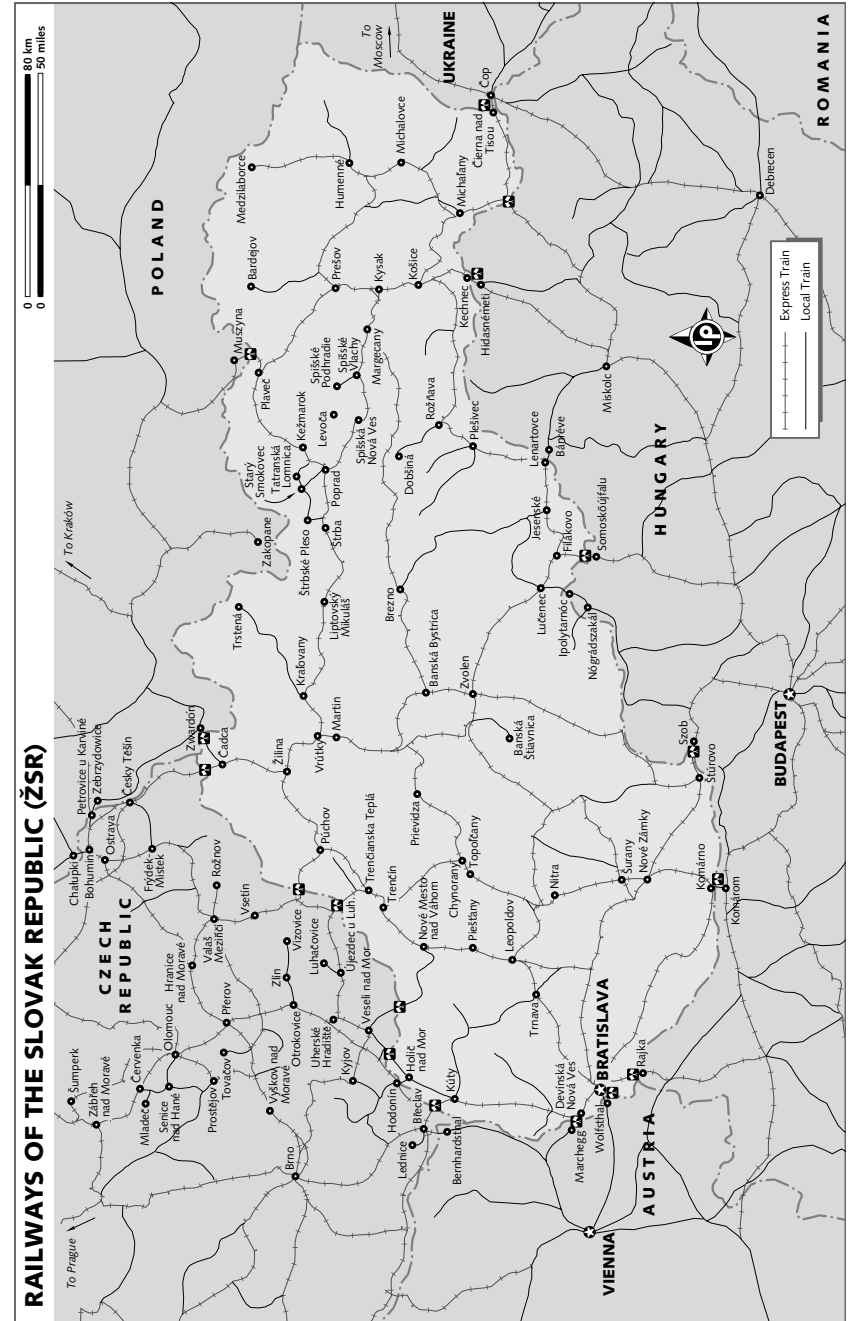 RAILWAYS OF THE SLOVAK REPUBLIC (ŽSR)
0
80 km
0
50 miles
To Prague
To Kraków
To
Moscow
POLAND
CZECH
REPUBLIC
UKRAINE
ROMANIA
HUNGARY
AUSTRIA
VIENNA
BRATISLAVA
BUDAPEST
Šumperk
Zábřeh
nad Moravě
Červenka
Mladeč
Senice
nad Hané
Olomouc
Prostějov
Tovačov
Přerov
Vyškov nad
Moravě
Brno
Hranice
nad Moravé
Valaš
Meziříčí
Rožnov
Vsetín
Vizovice
Zlín
Otrokovice
Luhačovice
Újezdec u Luh.
Uherské
Hradiště
Veselí nad Mor
Kyjov
Hodonín
Holíč
nad Mor
Břeclav
Lednice
Bernhardsthal
Kúty
Chalupki
Bohumín
Ostrava
Petrovice u Karviné
Zebrzydowice
Česky Těšín
Frýdek-
Místek
Zwardoń
Čadca
Žilina
Vrútky
Martin
Púchov
Trenčianska Teplá
Trenčín
Nové Mesto
nad Váhom
Piešťany
Leopoldov
Trnava
Devínska
Nová Ves
Marchegg
Wolfsthal
Rajka
Prievidza
Chynorany
Topoľčany
Nitra
Šurany
Nové Zámky
Komárno
Komárom
Štúrovo
Szob
Banská
Štiavnica
Zvolen
Banská Bystrica
Brezno
Trstená
Kraľovany
Liptovský
Mikuláš
Zakopane
Štrbské Pleso
Štrba
Starý
Smokovec
Tatranská
Lomnica
Poprad
Kežmarok
Levoča
Spišská
Nová Ves
Spišské
Podhradie
Spišské
Vlachy
Margecany
Dobšiná
Rožňava
Plešivec
Lenartovce
Bánréve
Jesenské
Fiľakovo
Somoskőújfalu
Lučenec
Ipolytarnóc
Nógrádszakál
Muszyna
Plaveč
Bardejov
Prešov
Kysak
Košice
Kechnec
Hidasnémeti
Miskolc
Medzilaborce
Humenné
Michalovce
Michaľany
Čierna nad
Tisou
Čop
Debrecen
Express Train
Local Train
lp